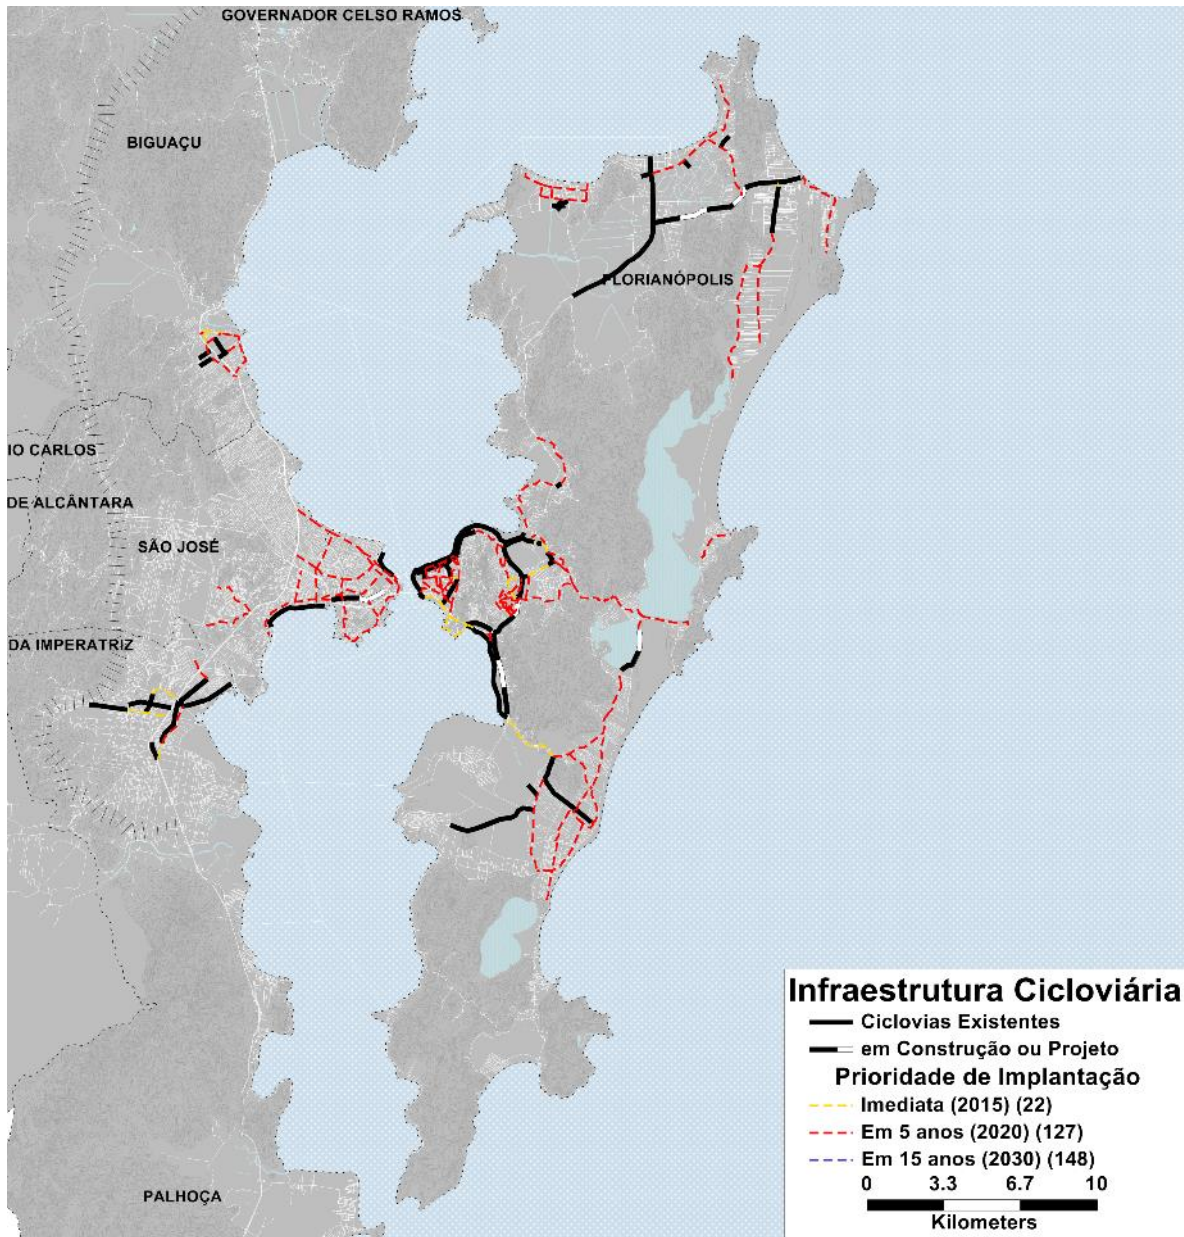 GOVERNADOR CELSO RAMOS
BIGUAÇU
FLORIANÓPOLIS
IO CARLOS
DE ALCÂNTARA
SÃO JOSÉ
DA IMPERATRIZ
PALHOÇA
Infraestrutura Cicloviária
Ciclovias Existentes
em Construção ou Projeto
Prioridade de Implantação
Imediata (2015) (22)
Em 5 anos (2020) (127)
Em 15 anos (2030) (148)
0 3.3 6.7 10
Kilometers